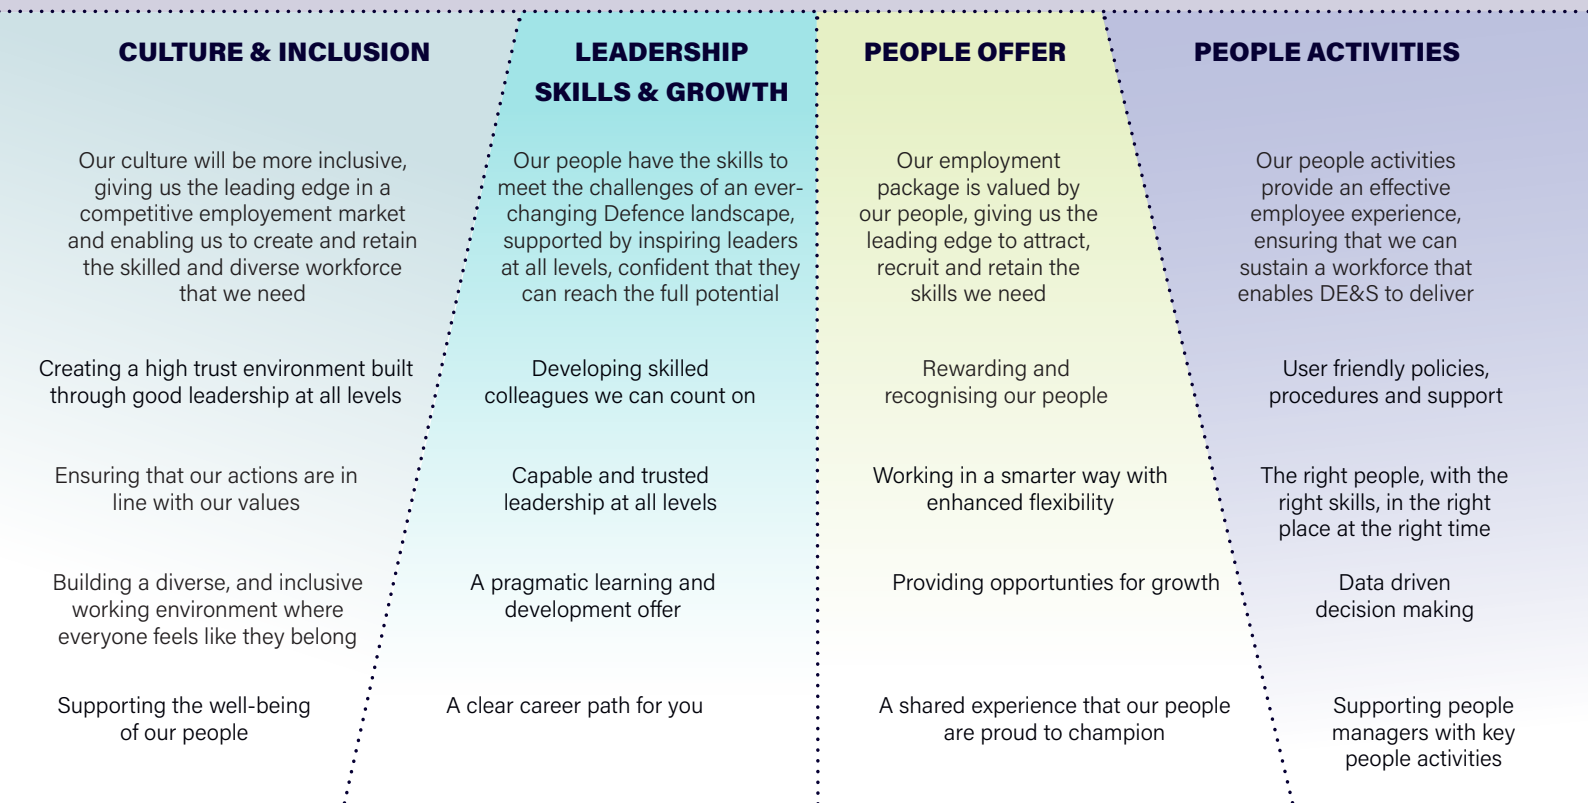 CULTURE & INCLUSION
Our culture will be more inclusive,
giving us the leading edge in a
competitive employement market
and enabling us to create and retain
the skilled and diverse workforce
that we need
Creating a high trust environment built
through good leadership at all levels
Ensuring that our actions are in
line with our values
Building a diverse, and inclusive
working environment where
everyone feels like they belong
Supporting the well-being
of our people
LEADERSHIP
SKILLS & GROWTH
Our people have the skills to
meet the challenges of an ever-
changing Defence landscape,
supported by inspiring leaders
at all levels, confident that they
can reach the full potential
Developing skilled
colleagues we can count on
Capable and trusted
leadership at all levels
A pragmatic learning and
development offer
A clear career path for you
PEOPLE OFFER
Our employment
package is valued by
our people, giving us the
leading edge to attract,
recruit and retain the
skills we need
Rewarding and
recognising our people
Working in a smarter way with
enhanced flexibility
Providing opportunties for growth
A shared experience that our people
are proud to champion
PEOPLE ACTIVITIES
Our people activities
provide an effective
employee experience,
ensuring that we can
sustain a workforce that
enables DE&S to deliver
User friendly policies,
procedures and support
The right people, with the
right skills, in the right
place at the right time
Data driven
decision making
Supporting people
managers with key
people activities